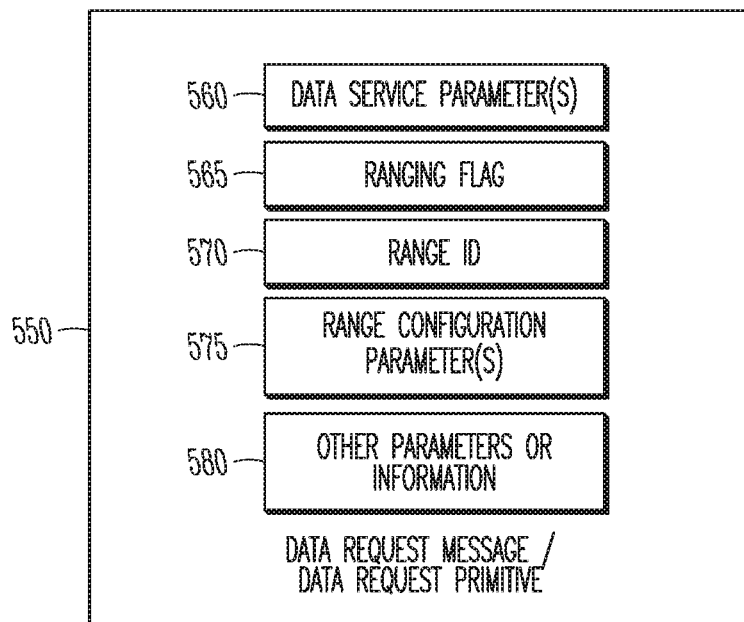 560 DATA SERVICE PARAMETER(S)
565 RANGING FLAG
570 RANGE ID
550
575 RANGE CONFIGURATION
PARAMETER(S)
580 OTHER PARAMETERS OR
INFORMATION
DATA REQUEST MESSAGE /
DATA REQUEST PRIMITIVE